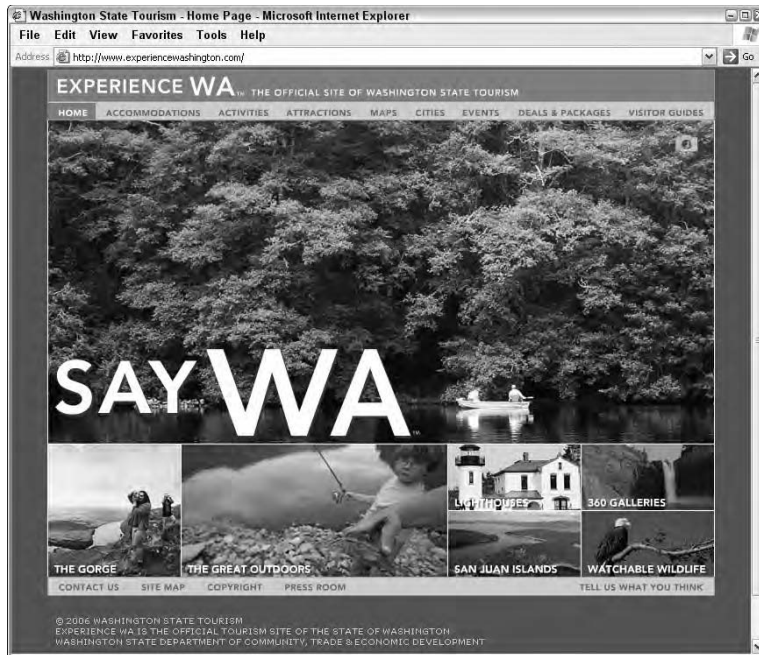 Washington State Tourism - Home Page - Microsoft Internet Explorer
File Edit View Favorites Tools Help
Address http://www.experiencewashington.com/ Go
EXPERIENCE WA™ THE OFFICIAL SITE OF WASHINGTON STATE TOURISM
HOME ACCOMMODATIONS ACTIVITIES ATTRACTIONS MAPS CITIES EVENTS DEALS & PACKAGES VISITOR GUIDES
SAY WA™
LIGHTHOUSES 360 GALLERIES
THE GORGE THE GREAT OUTDOORS SAN JUAN ISLANDS WATCHABLE WILDLIFE
CONTACT US SITE MAP COPYRIGHT PRESS ROOM TELL US WHAT YOU THINK
© 2006 WASHINGTON STATE TOURISM
EXPERIENCE WA IS THE OFFICIAL TOURISM SITE OF THE STATE OF WASHINGTON
WASHINGTON STATE DEPARTMENT OF COMMUNITY, TRADE & ECONOMIC DEVELOPMENT